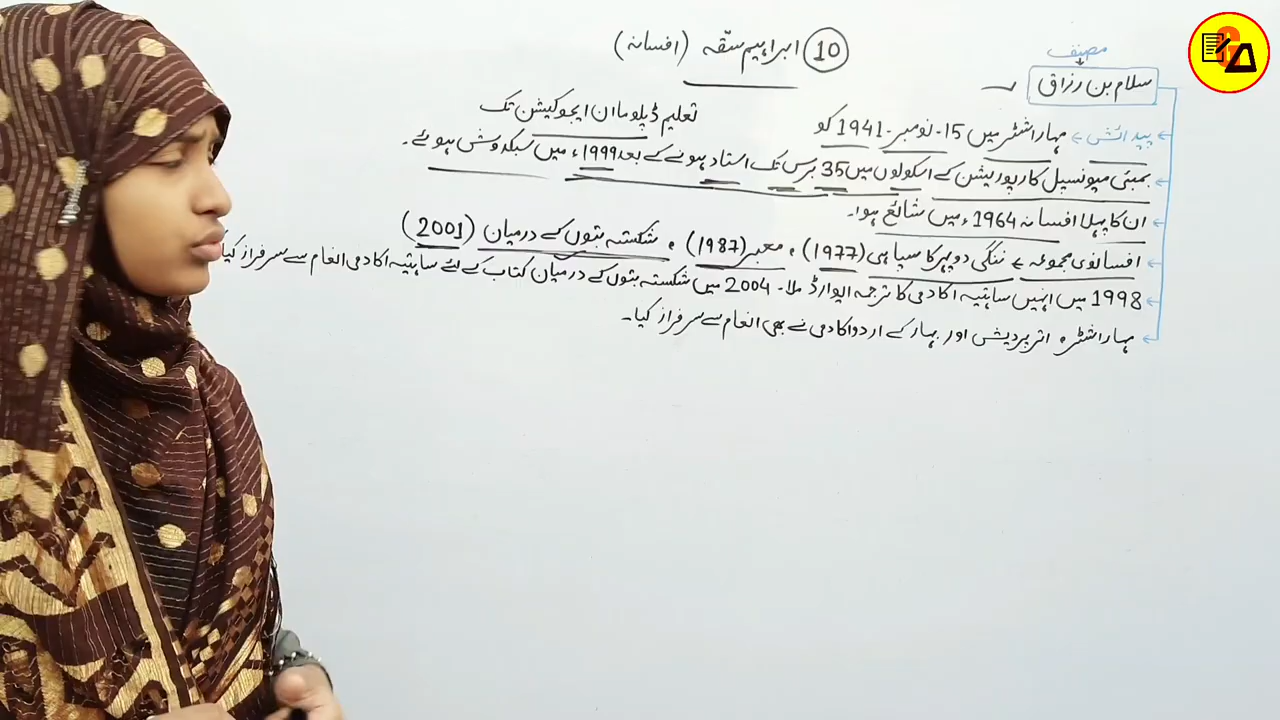 10 ابراہیم سقّہ (افسانہ)
مصنف
سلام بن رزاق
تعلیم ڈپلوما ان ایجوکیشن تک
پیدائش ← مہاراشٹر میں 15 - نومبر - 1941 کو
بمبئی میونسپل کارپوریشن کے اسکولوں میں 35 برس تک استاد ہونے کے بعد 1999ء میں سبکدوش ہوئے۔
ان کا پہلا افسانہ 1964ء میں شائع ہوا۔
افسانوی مجموعہ ← ننگی دوپہر کا سپاہی (1977)، معبر (1987)، شکستہ بتوں کے درمیان (2001)
1998 میں انہیں ساہتیہ اکادمی کا ترجمہ ایوارڈ ملا۔ 2004 میں شکستہ بتوں کے درمیان کتاب کے لئے ساہتیہ اکادمی انعام سے سرفراز کیا
مہاراشٹر، اتر پردیش اور بہار کے اردو اکادمی نے بھی انعام سے سرفراز کیا۔